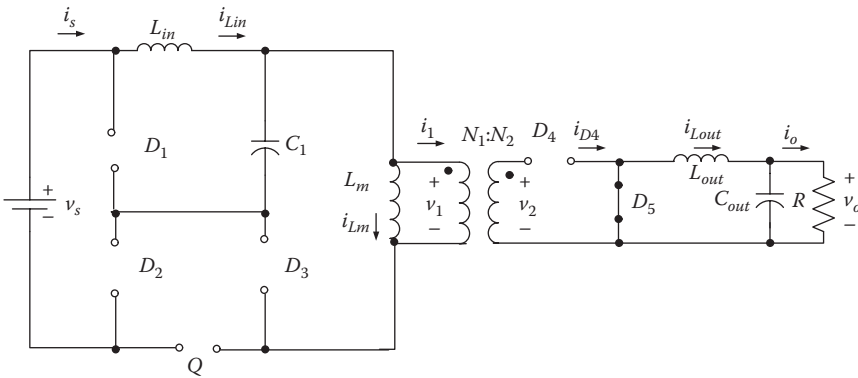 i_s
L_in
i_Lin
D_1
C_1
i_1
N_1:N_2
D_4
i_D4
i_Lout
i_o
+
v_s
−
L_m
i_Lm
+
v_1
−
+
v_2
−
D_5
L_out
C_out
R
+
v_o
−
D_2
D_3
Q